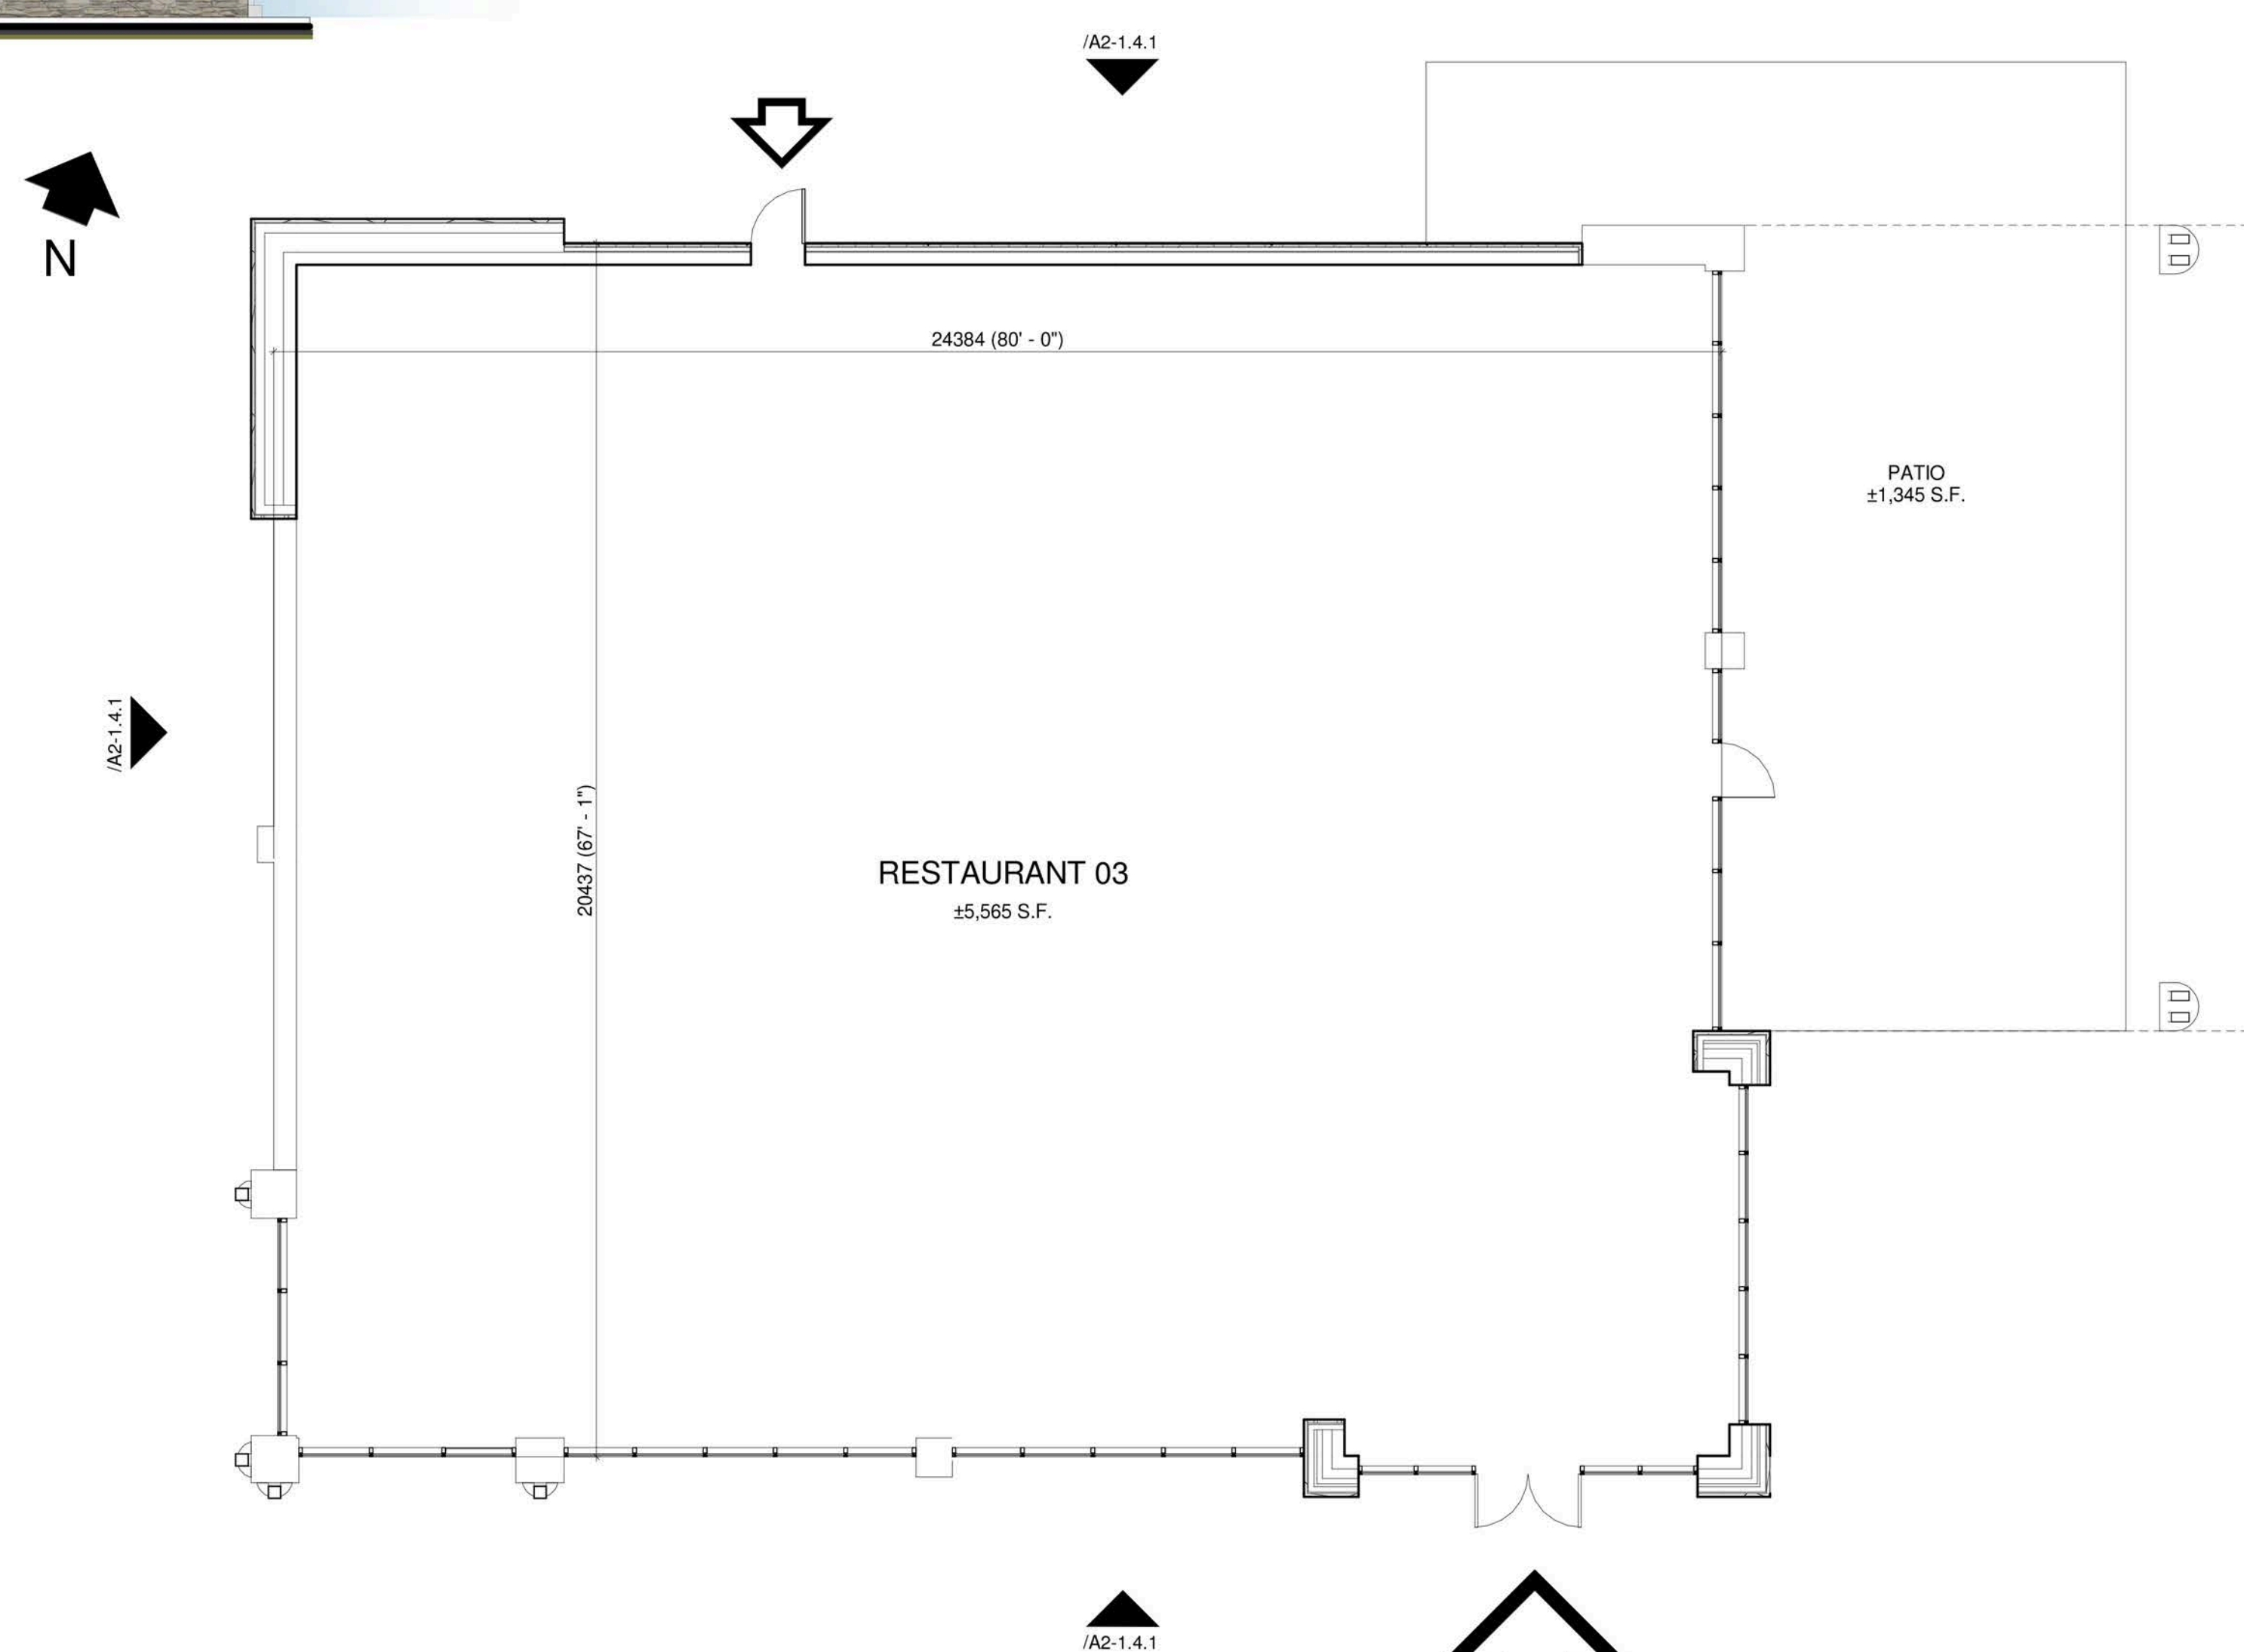 /A2-1.4.1
N
24384 (80' - 0")
PATIO
±1,345 S.F.
/A2-1.4.1
20437 (67' - 1")
RESTAURANT 03
±5,565 S.F.
/A2-1.4.1